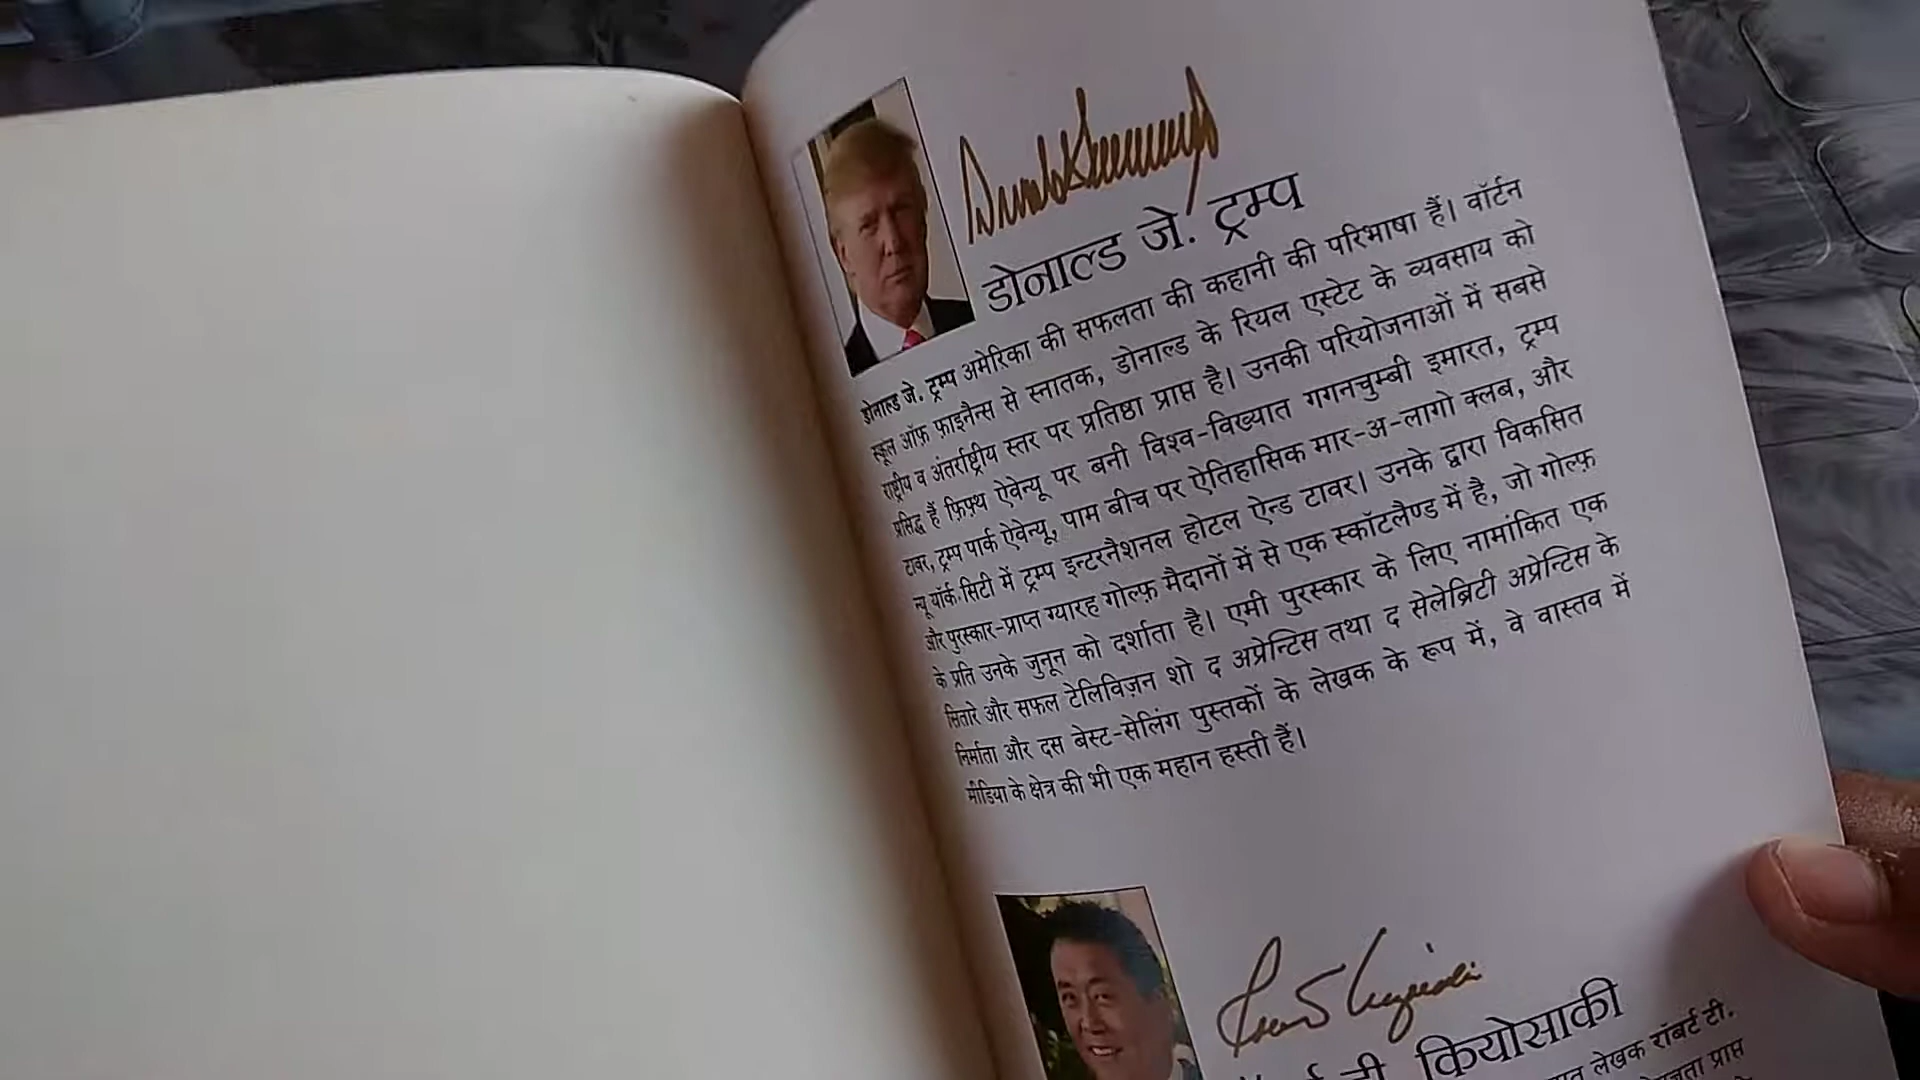 डोनाल्ड जे. ट्रम्प
डोनाल्ड जे. ट्रम्प अमेरिका की सफलता की कहानी की परिभाषा हैं। वॉर्टन
स्कूल ऑफ़ फ़ाइनैन्स से स्नातक, डोनाल्ड के रियल एस्टेट के व्यवसाय को
राष्ट्रीय व अंतर्राष्ट्रीय स्तर पर प्रतिष्ठा प्राप्त है। उनकी परियोजनाओं में सबसे
प्रसिद्ध हैं फ़िफ़्थ ऐवेन्यू पर बनी विश्व-विख्यात गगनचुम्बी इमारत, ट्रम्प
टावर, ट्रम्प पार्क ऐवेन्यू, पाम बीच पर ऐतिहासिक मार-अ-लागो क्लब, और
न्यू यॉर्क सिटी में ट्रम्प इन्टरनैशनल होटल ऐन्ड टावर। उनके द्वारा विकसित
और पुरस्कार-प्राप्त ग्यारह गोल्फ़ मैदानों में से एक स्कॉटलैण्ड में है, जो गोल्फ़
के प्रति उनके जुनून को दर्शाता है। एमी पुरस्कार के लिए नामांकित एक
सितारे और सफल टेलिविज़न शो द अप्रेन्टिस तथा द सेलेब्रिटी अप्रेन्टिस के
निर्माता और दस बेस्ट-सेलिंग पुस्तकों के लेखक के रूप में, वे वास्तव में
मीडिया के क्षेत्र की भी एक महान हस्ती हैं।
टी. कियोसाकी
लेखक रॉबर्ट टी.
प्राप्त